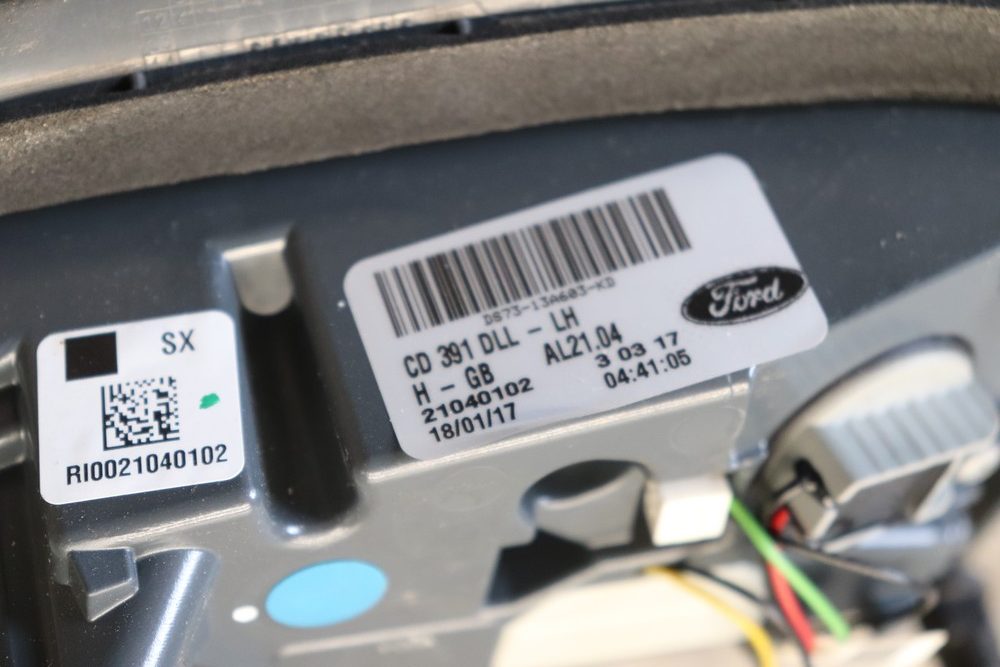 SX
RI0021040102
DS73-13A603-KD
CD 391 DLL - LH
H - GB AL21.04
21040102 3 03 17
18/01/17 04:41:05
Ford